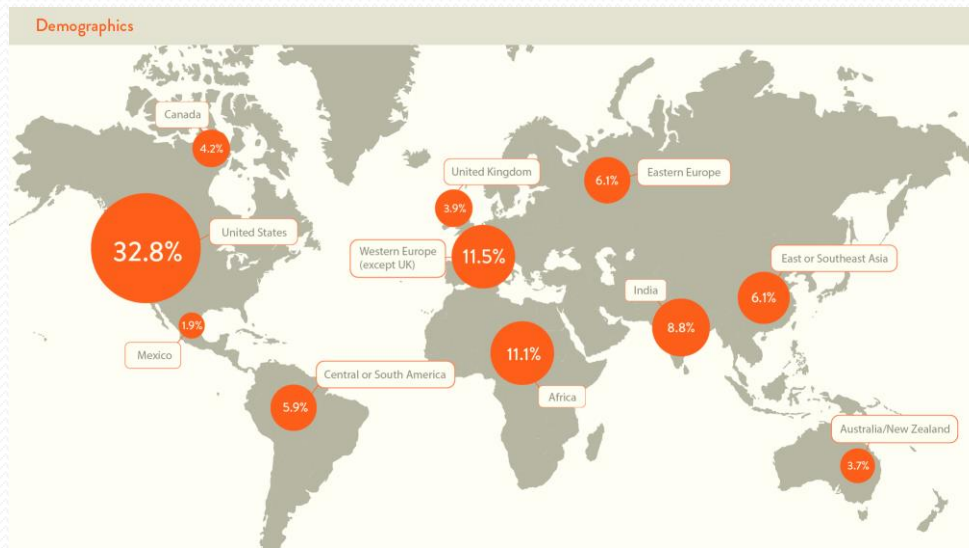 Demographics
Canada
4.2%
United Kingdom
3.9%
6.1%
Eastern Europe
32.8%
United States
Western Europe
(except UK)
11.5%
East or Southeast Asia
6.1%
India
8.8%
1.9%
Mexico
11.1%
Africa
Central or South America
5.9%
Australia/New Zealand
3.7%